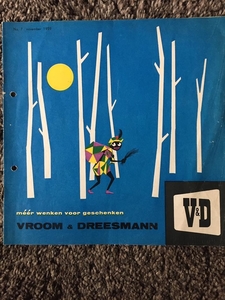 méér wenken voor geschenken
VROOM & DREESMANN
V&D